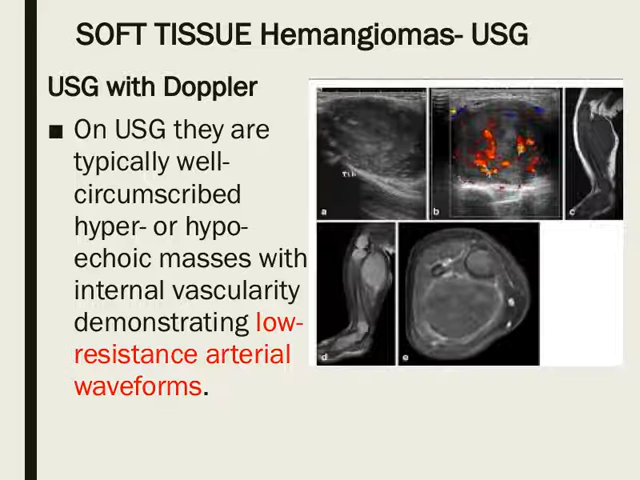 SOFT TISSUE Hemangiomas- USG
USG with Doppler
■ On USG they are
typically well-
circumscribed
hyper- or hypo-
echoic masses with
internal vascularity
demonstrating low-
resistance arterial
waveforms.
a
b
c
d
e